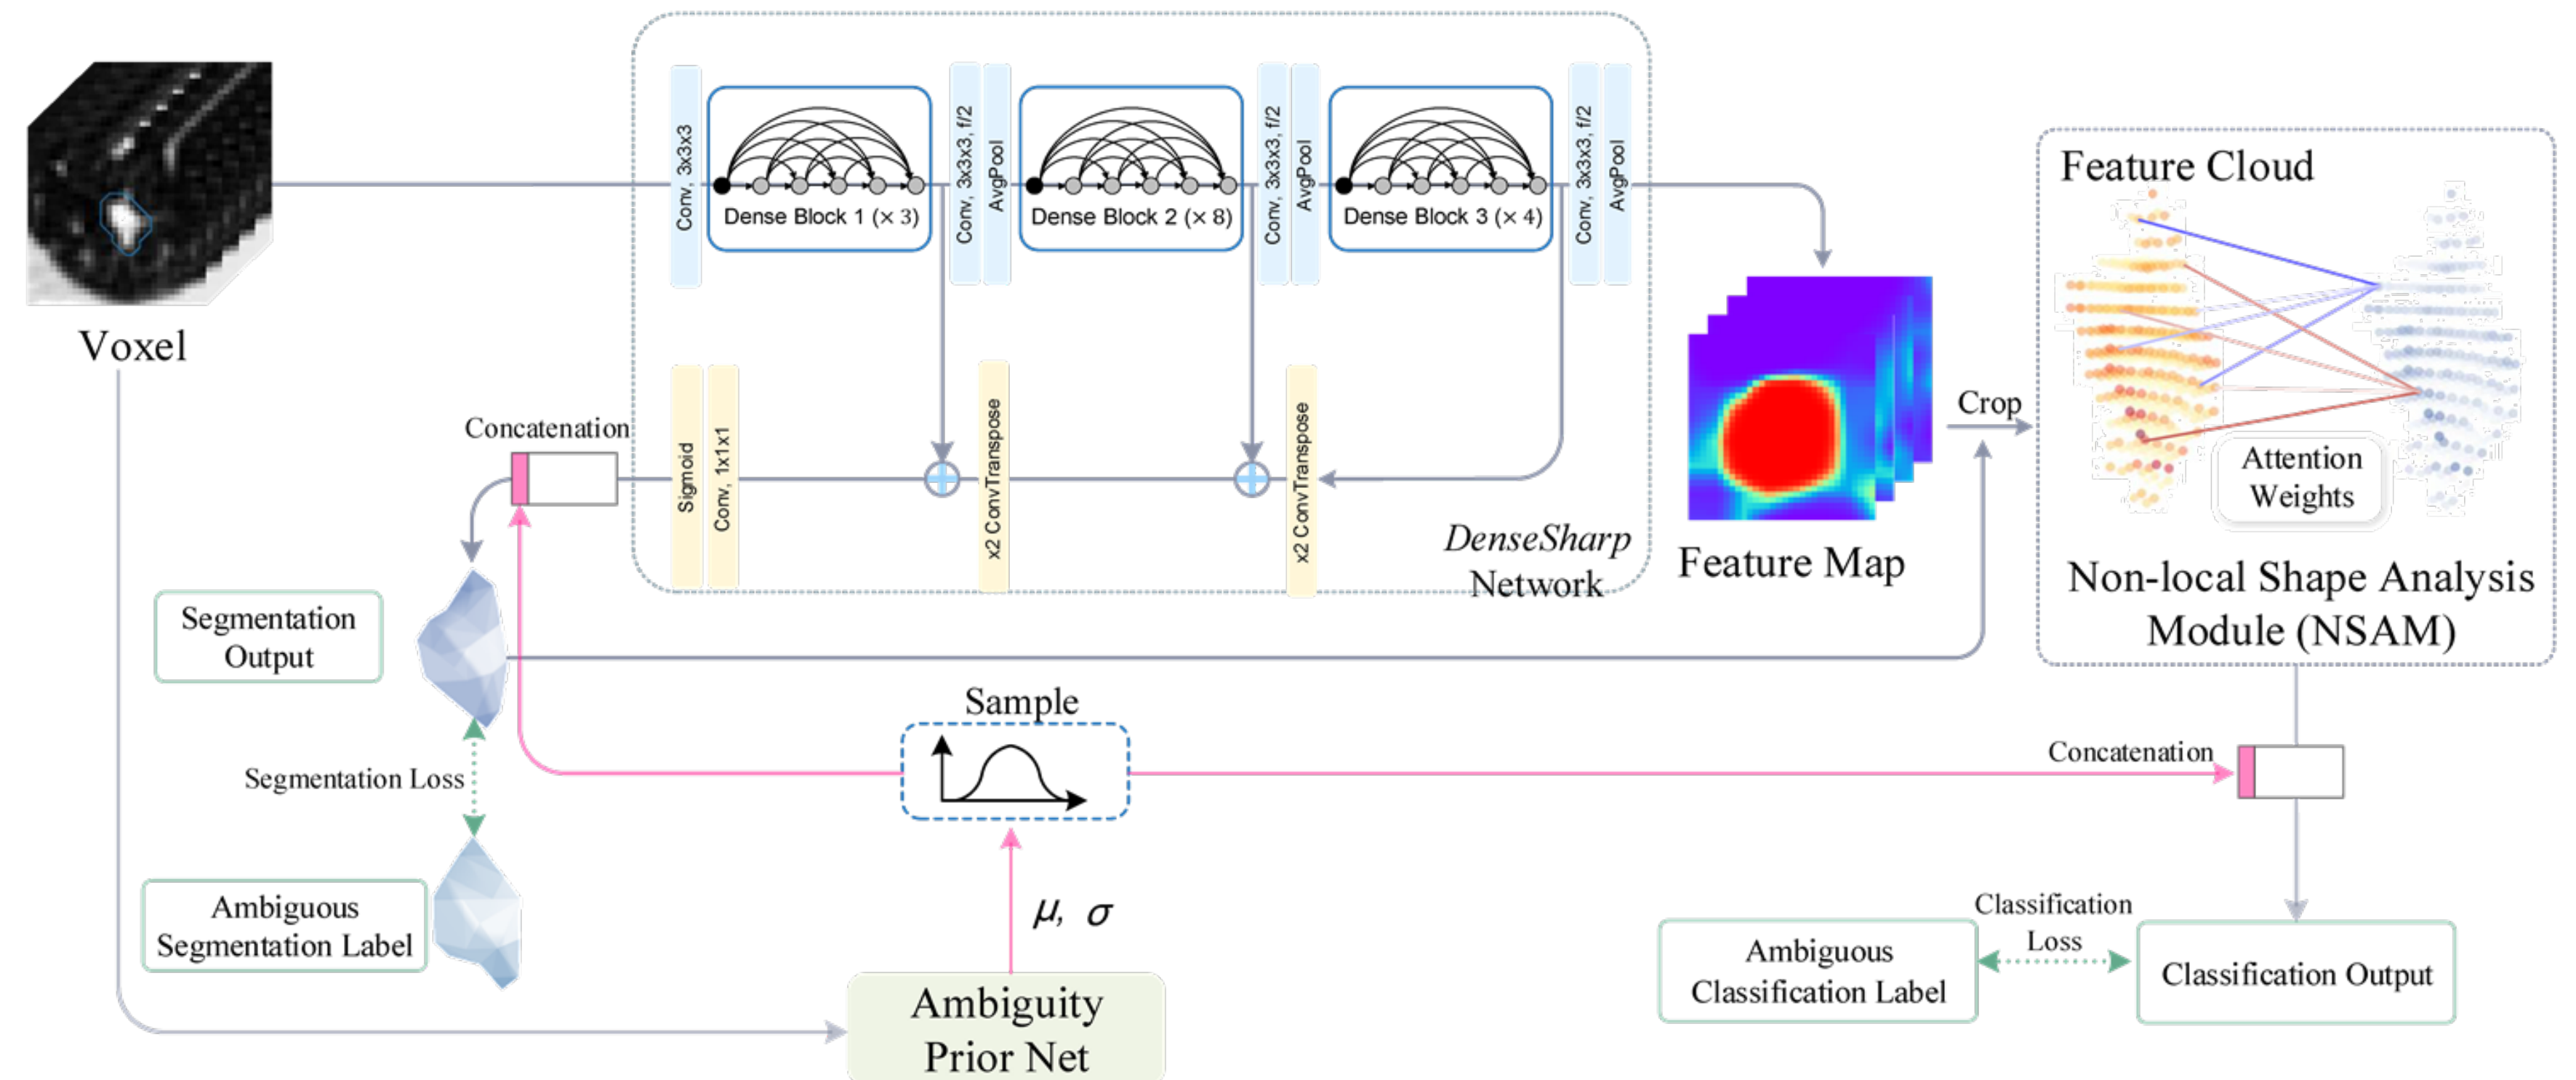 Voxel
Conv, 3x3x3
Dense Block 1 (× 3)
Conv, 3x3x3, f/2
AvgPool
Dense Block 2 (× 8)
Conv, 3x3x3, f/2
AvgPool
Dense Block 3 (× 4)
Conv, 3x3x3, f/2
AvgPool
Concatenation
Sigmoid
Conv, 1x1x1
x2 ConvTranspose
x2 ConvTranspose
DenseSharp
Network
Feature Map
Crop
Feature Cloud
Attention
Weights
Non-local Shape Analysis
Module (NSAM)
Segmentation
Output
Segmentation Loss
Ambiguous
Segmentation Label
Sample
μ, σ
Ambiguity
Prior Net
Concatenation
Classification
Loss
Ambiguous
Classification Label
Classification Output